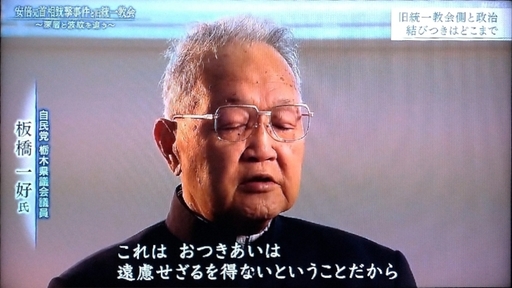 安倍元首相銃撃事件と旧統一教会
～深層と波紋を追う～
旧統一教会側と政治
結びつきはどこまで
自民党 栃木県議会議員
板橋 一好氏
これは おつきあいは
遠慮せざるを得ないということだから